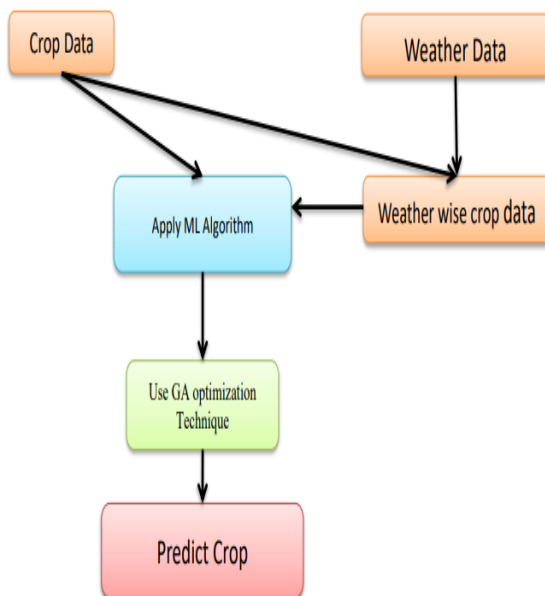 Crop Data
Weather Data
Apply ML Algorithm
Weather wise crop data
Use GA optimization
Technique
Predict Crop